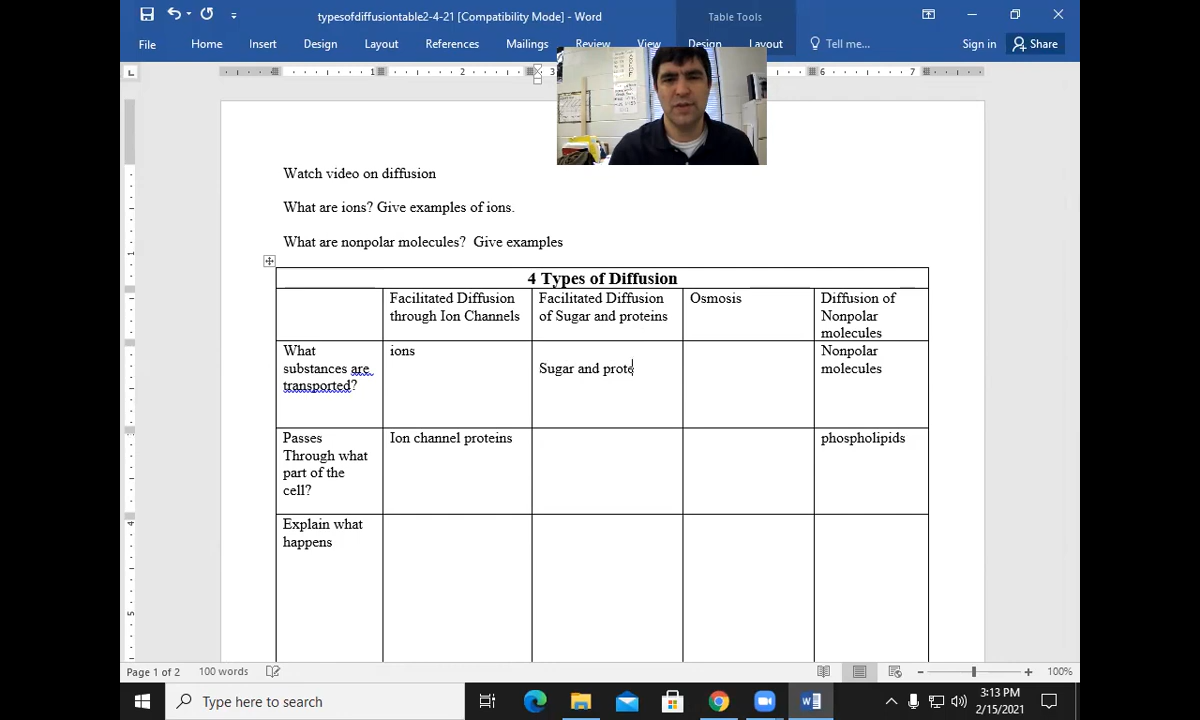 typesofdiffusiontable2-4-21 [Compatibility Mode] - Word
Table Tools
File Home Insert Design Layout References Mailings Review View Design Layout Tell me... Sign in Share
1 2 3 6 7
Watch video on diffusion
What are ions? Give examples of ions.
What are nonpolar molecules? Give examples
4 Types of Diffusion
Facilitated Diffusion
through Ion Channels
Facilitated Diffusion
of Sugar and proteins
Osmosis
Diffusion of
Nonpolar
molecules
What
substances are
transported?
ions
Sugar and prote
Nonpolar
molecules
Passes
Through what
part of the
cell?
Ion channel proteins
phospholipids
Explain what
happens
Page 1 of 2 100 words 100%
Type here to search
3:13 PM
2/15/2021